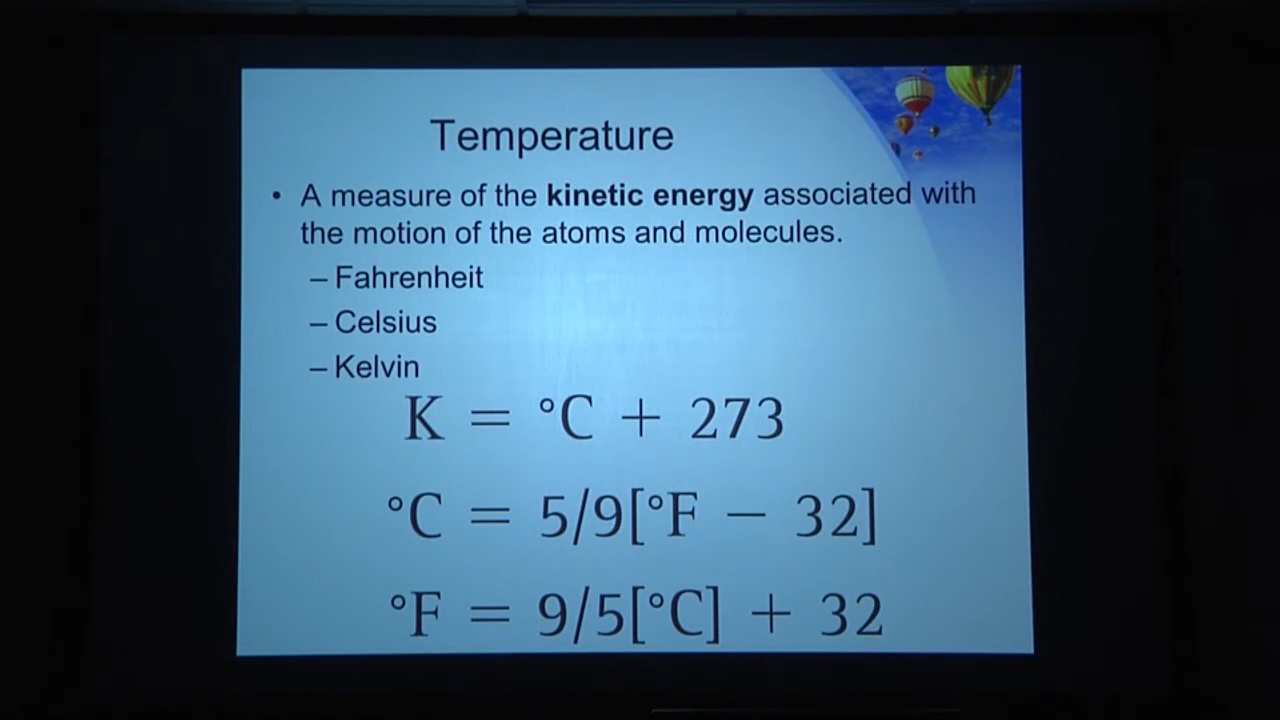 Temperature
• A measure of the kinetic energy associated with
the motion of the atoms and molecules.
– Fahrenheit
– Celsius
– Kelvin
K = °C + 273
°C = 5/9[°F − 32]
°F = 9/5[°C] + 32